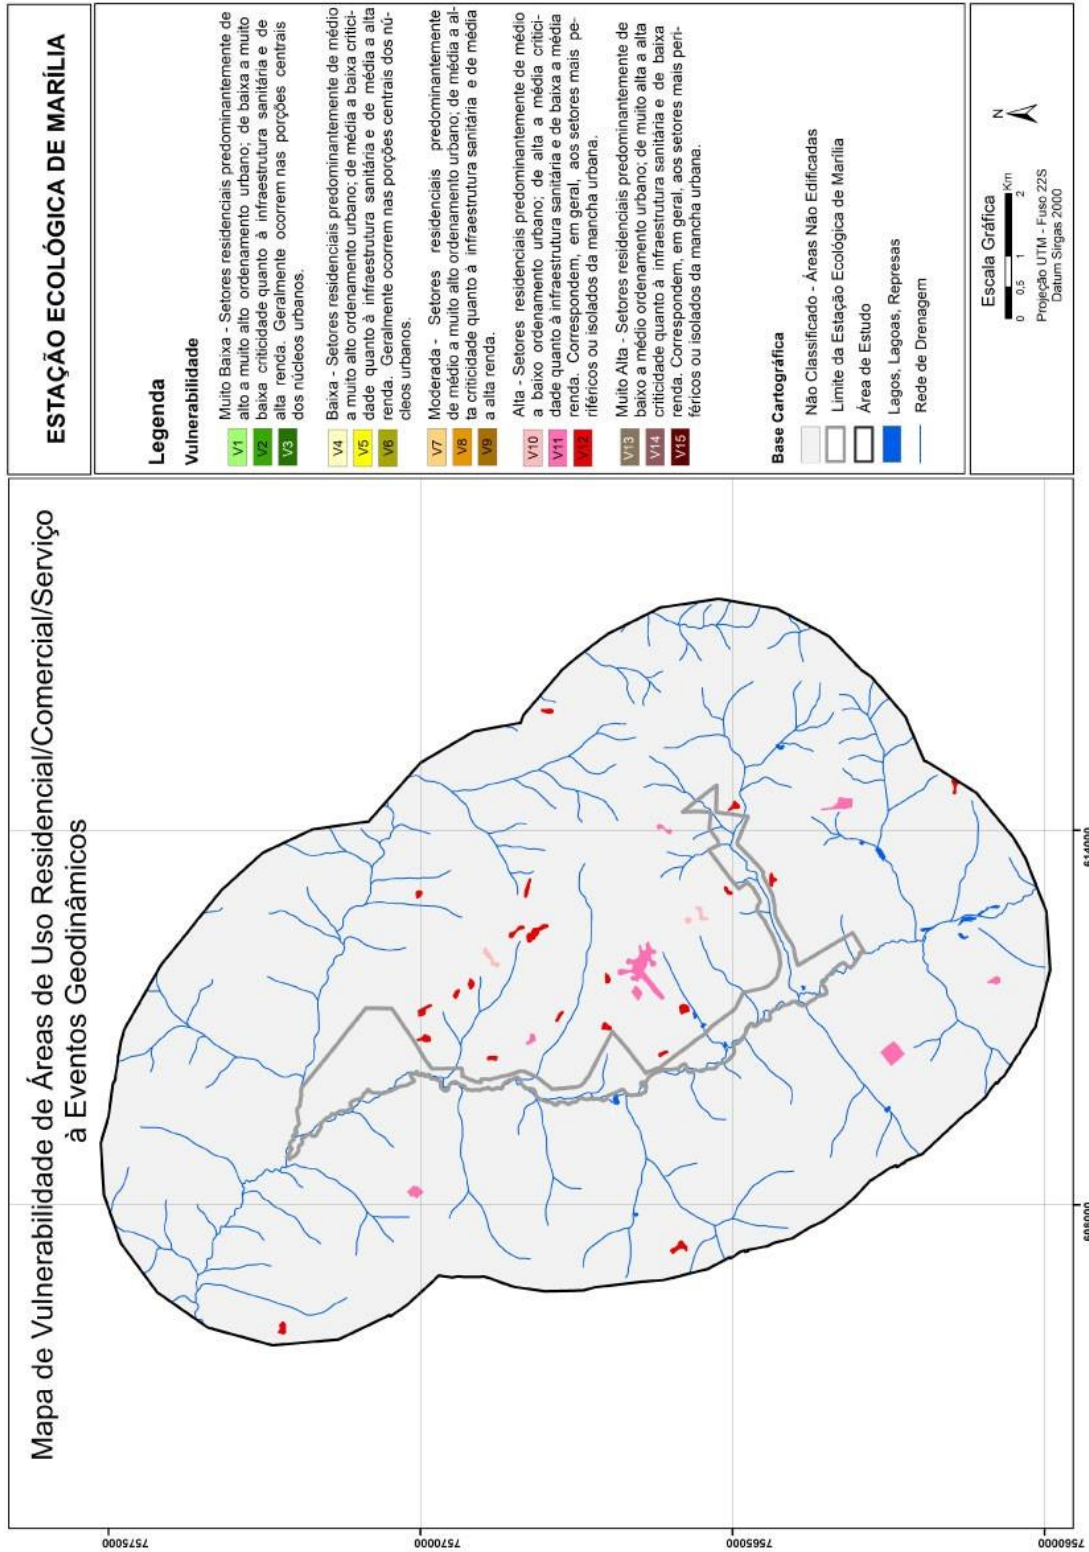 Mapa de Vulnerabilidade de Áreas de Uso Residencial/Comercial/Serviço
à Eventos Geodinâmicos
7575000
7570000
7565000
7560000
606000
614000
ESTAÇÃO ECOLÓGICA DE MARÍLIA
Legenda
Vulnerabilidade
V1
V2
V3
Muito Baixa - Setores residenciais predominantemente de
alto a muito alto ordenamento urbano; de baixa a muito
baixa criticidade quanto à infraestrutura sanitária e de
alta renda. Geralmente ocorrem nas porções centrais
dos núcleos urbanos.
V4
V5
V6
Baixa - Setores residenciais predominantemente de médio
a muito alto ordenamento urbano; de média a baixa critici-
dade quanto à infraestrutura sanitária e de média a alta
renda. Geralmente ocorrem nas porções centrais dos nú-
cleos urbanos.
V7
V8
V9
Moderada - Setores residenciais predominantemente
de médio a muito alto ordenamento urbano; de média a al-
ta criticidade quanto à infraestrutura sanitária e de média
a alta renda.
V10
V11
V12
Alta - Setores residenciais predominantemente de médio
a baixo ordenamento urbano; de alta a média critici-
dade quanto à infraestrutura sanitária e de baixa a média
renda. Correspondem, em geral, aos setores mais pe-
riféricos ou isolados da mancha urbana.
V13
V14
V15
Muito Alta - Setores residenciais predominantemente de
baixo a médio ordenamento urbano; de muito alta a alta
criticidade quanto à infraestrutura sanitária e de baixa
renda. Correspondem, em geral, aos setores mais peri-
féricos ou isolados da mancha urbana.
Base Cartográfica
Não Classificado - Áreas Não Edificadas
Limite da Estação Ecológica de Marília
Área de Estudo
Lagos, Lagoas, Represas
Rede de Drenagem
Escala Gráfica
Km
0 0,5 1 2
N
Projeção UTM - Fuso 22S
Datum Sirgas 2000